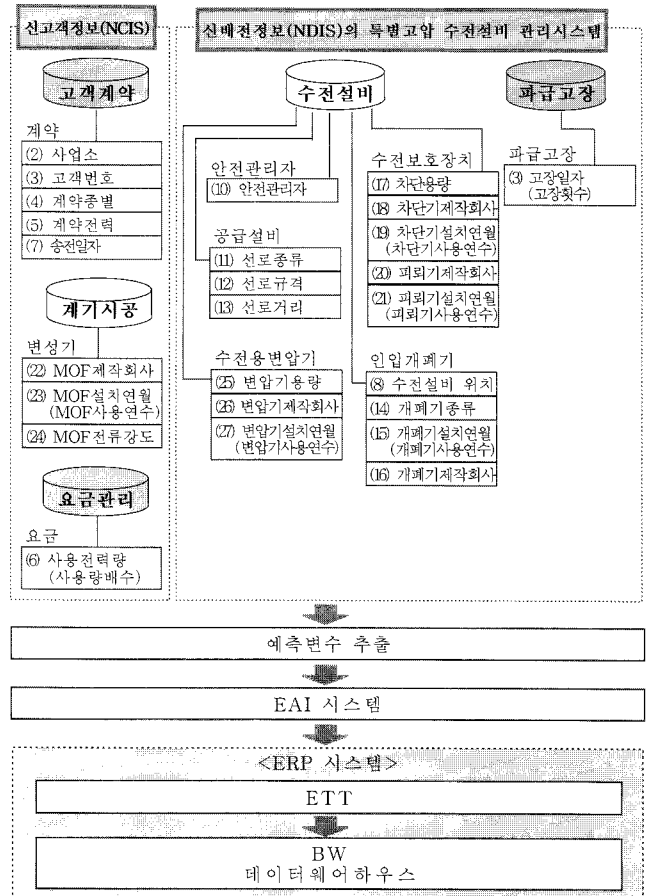 신고객정보(NCIS)
고객계약
계약
(2) 사업소
(3) 고객번호
(4) 계약종별
(5) 계약전력
(7) 송전일자
계기시공
변성기
(22) MOF제작회사
(23) MOF설치연월
(MOF사용연수)
(24) MOF전류강도
요금관리
요금
(6) 사용전력량
(사용량배수)
신배전정보(NDIS)의 특별고압 수전설비 관리시스템
수전설비
안전관리자
(10) 안전관리자
공급설비
(11) 선로종류
(12) 선로규격
(13) 선로거리
수전용변압기
(25) 변압기용량
(26) 변압기제작회사
(27) 변압기설치연월
(변압기사용연수)
수전보호장치
(17) 차단용량
(18) 차단기제작회사
(19) 차단기설치연월
(차단기사용연수)
(20) 피뢰기제작회사
(21) 피뢰기설치연월
(피뢰기사용연수)
인입개폐기
(8) 수전설비 위치
(14) 개폐기종류
(15) 개폐기설치연월
(개폐기사용연수)
(16) 개폐기제작회사
파급고장
파급고장
(3) 고장일자
(고장횟수)
예측변수 추출
EAI 시스템
<ERP 시스템>
ETT
BW
데이터웨어하우스